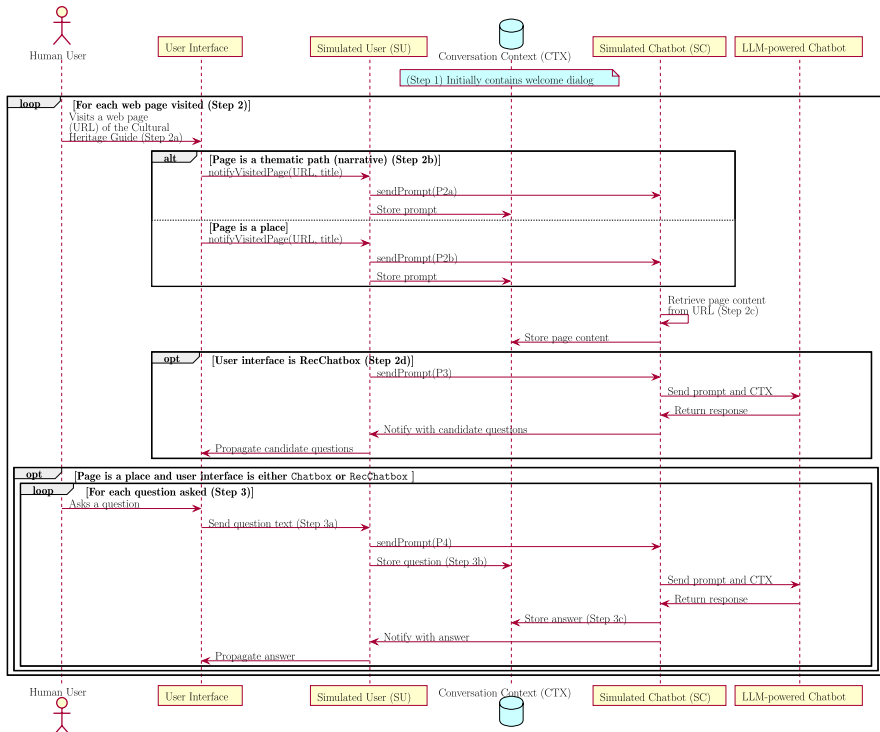 Human User
User Interface
Simulated User (SU)
Conversation Context (CTX)
Simulated Chatbot (SC)
LLM-powered Chatbot
(Step 1) Initially contains welcome dialog
loop [For each web page visited (Step 2)]
Visits a web page
(URL) of the Cultural
Heritage Guide (Step 2a)
alt [Page is a thematic path (narrative) (Step 2b)]
notifyVisitedPage(URL, title)
sendPrompt(P2a)
Store prompt
[Page is a place]
notifyVisitedPage(URL, title)
sendPrompt(P2b)
Store prompt
Retrieve page content
from URL (Step 2c)
Store page content
opt [User interface is RecChatbox (Step 2d)]
sendPrompt(P3)
Send prompt and CTX
Return response
Notify with candidate questions
Propagate candidate questions
opt [Page is a place and user interface is either Chatbox or RecChatbox ]
loop [For each question asked (Step 3)]
Asks a question
Send question text (Step 3a)
sendPrompt(P4)
Store question (Step 3b)
Send prompt and CTX
Return response
Store answer (Step 3c)
Notify with answer
Propagate answer
Human User
User Interface
Simulated User (SU)
Conversation Context (CTX)
Simulated Chatbot (SC)
LLM-powered Chatbot